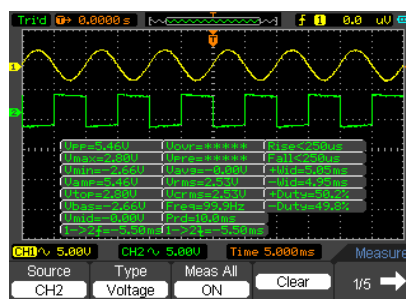 Tri'd 0.0000s 1 0.0 uV
1
2
Vpp=5.46V Vovr=***** Rise<250us
Vmax=2.80V Vpre=***** Fall<250us
Vmin=-2.66V Vavg=-0.00V +Wid=5.05ms
Vamp=5.46V Vrms=2.53V -Wid=4.95ms
Vtop=2.80V Vcrms=2.53V +Duty=50.2%
Vbas=-2.66V Freq=99.9Hz -Duty=49.8%
Vmid=-0.00V Prd=10.0ms
1->2f=-5.50ms 1->2f=-5.50ms
CH1 5.00V CH2 5.00V Time 5.000ms Measure
Source Type Meas All Clear 1/5
CH2 Voltage ON